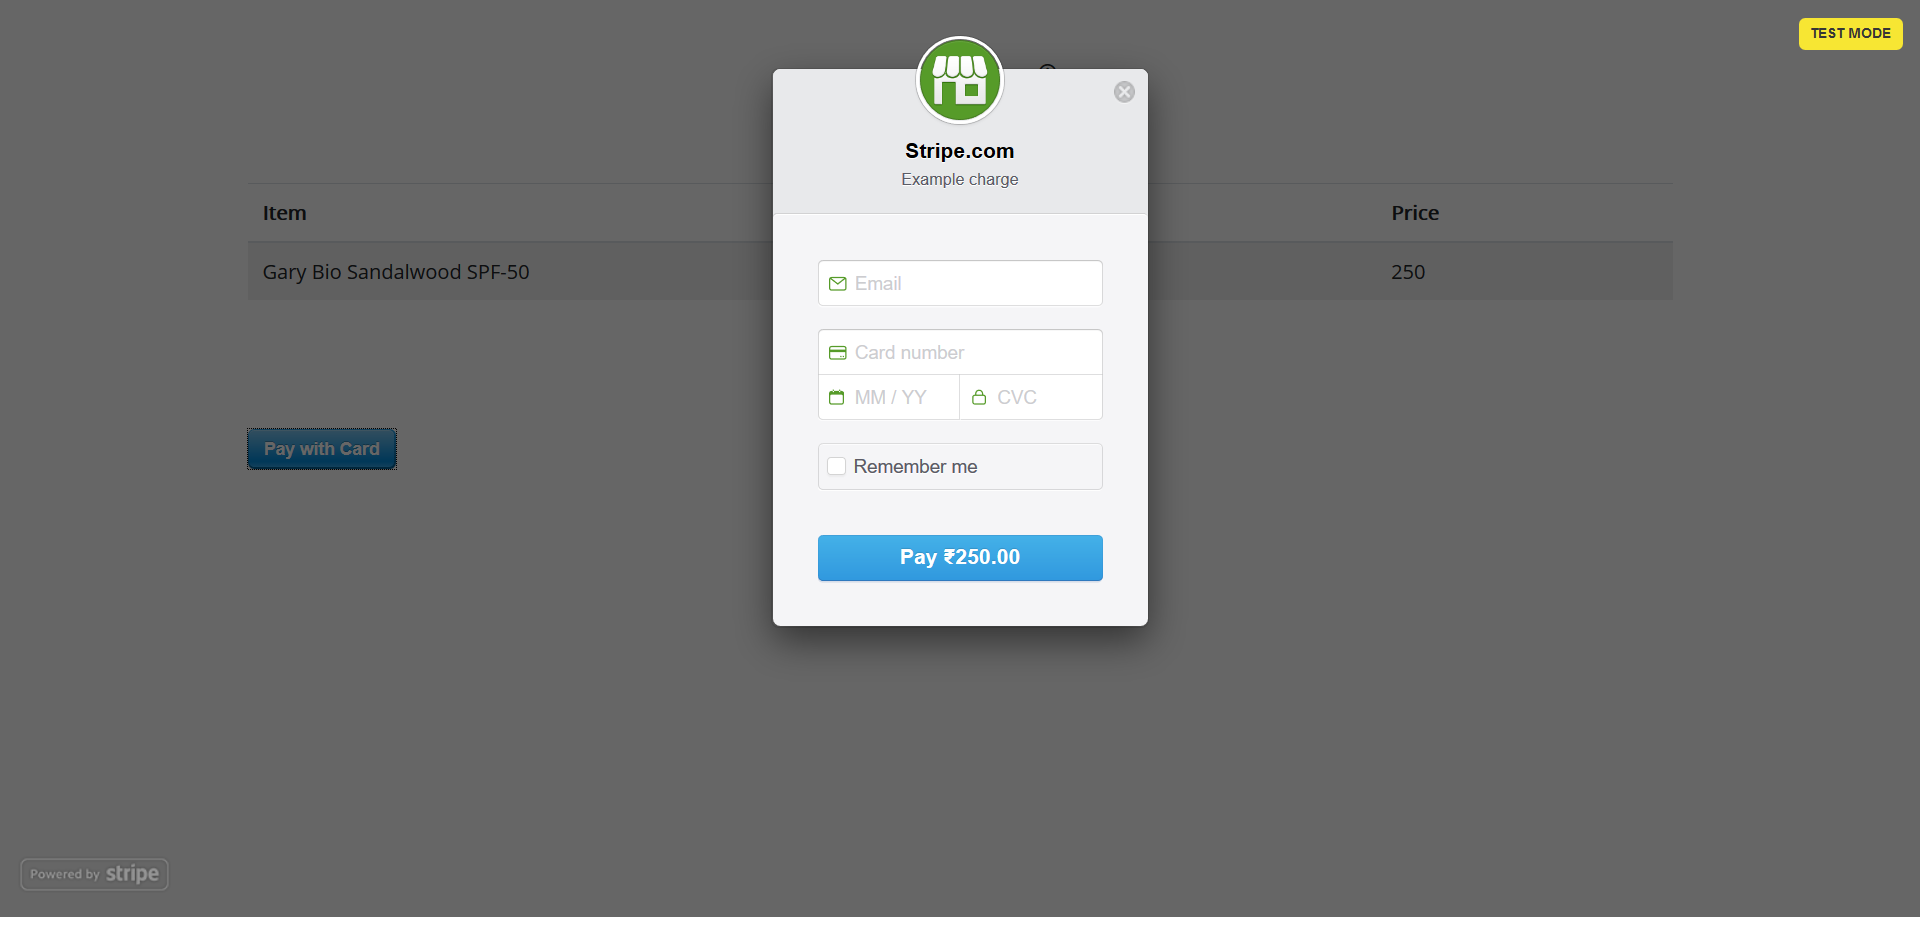 TEST MODE
Stripe.com
Example charge
Item
Price
Gary Bio Sandalwood SPF-50
250
Email
Card number
MM / YY
CVC
Pay with Card
Remember me
Pay ₹250.00
Powered by stripe